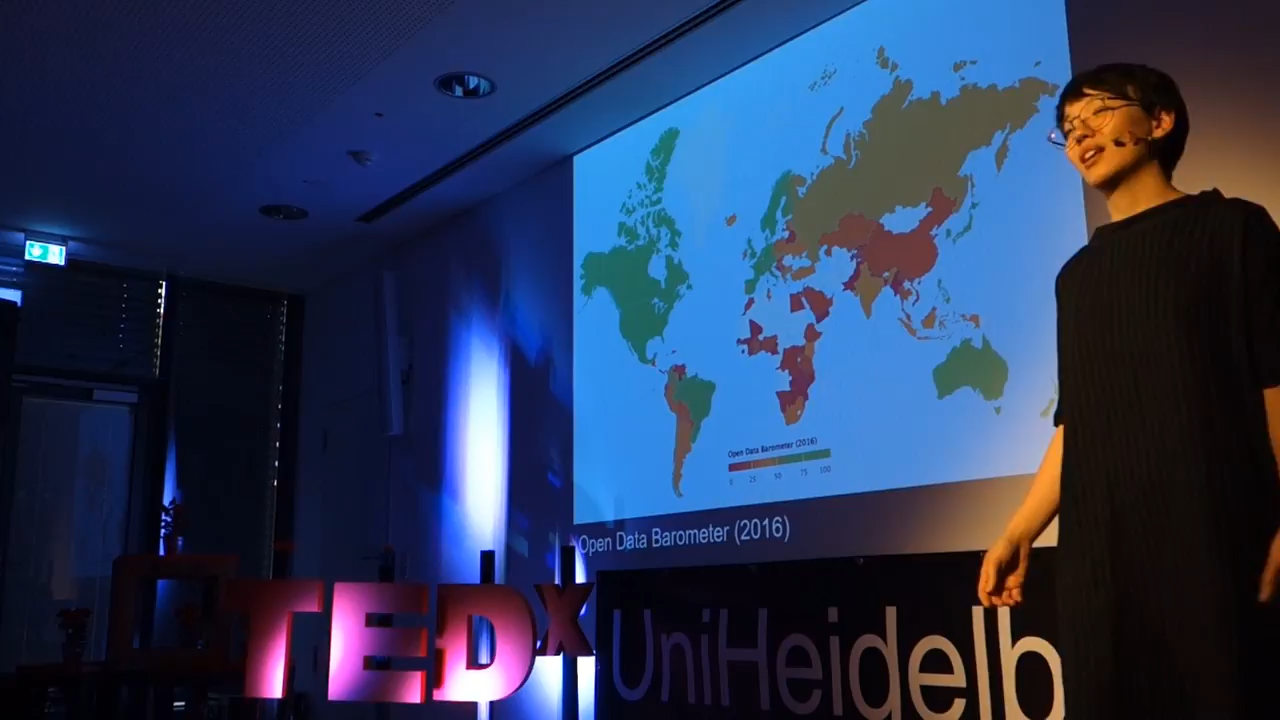 Open Data Barometer (2016)
0 25 50 75 100
Open Data Barometer (2016)
TEDx
UniHeidelb